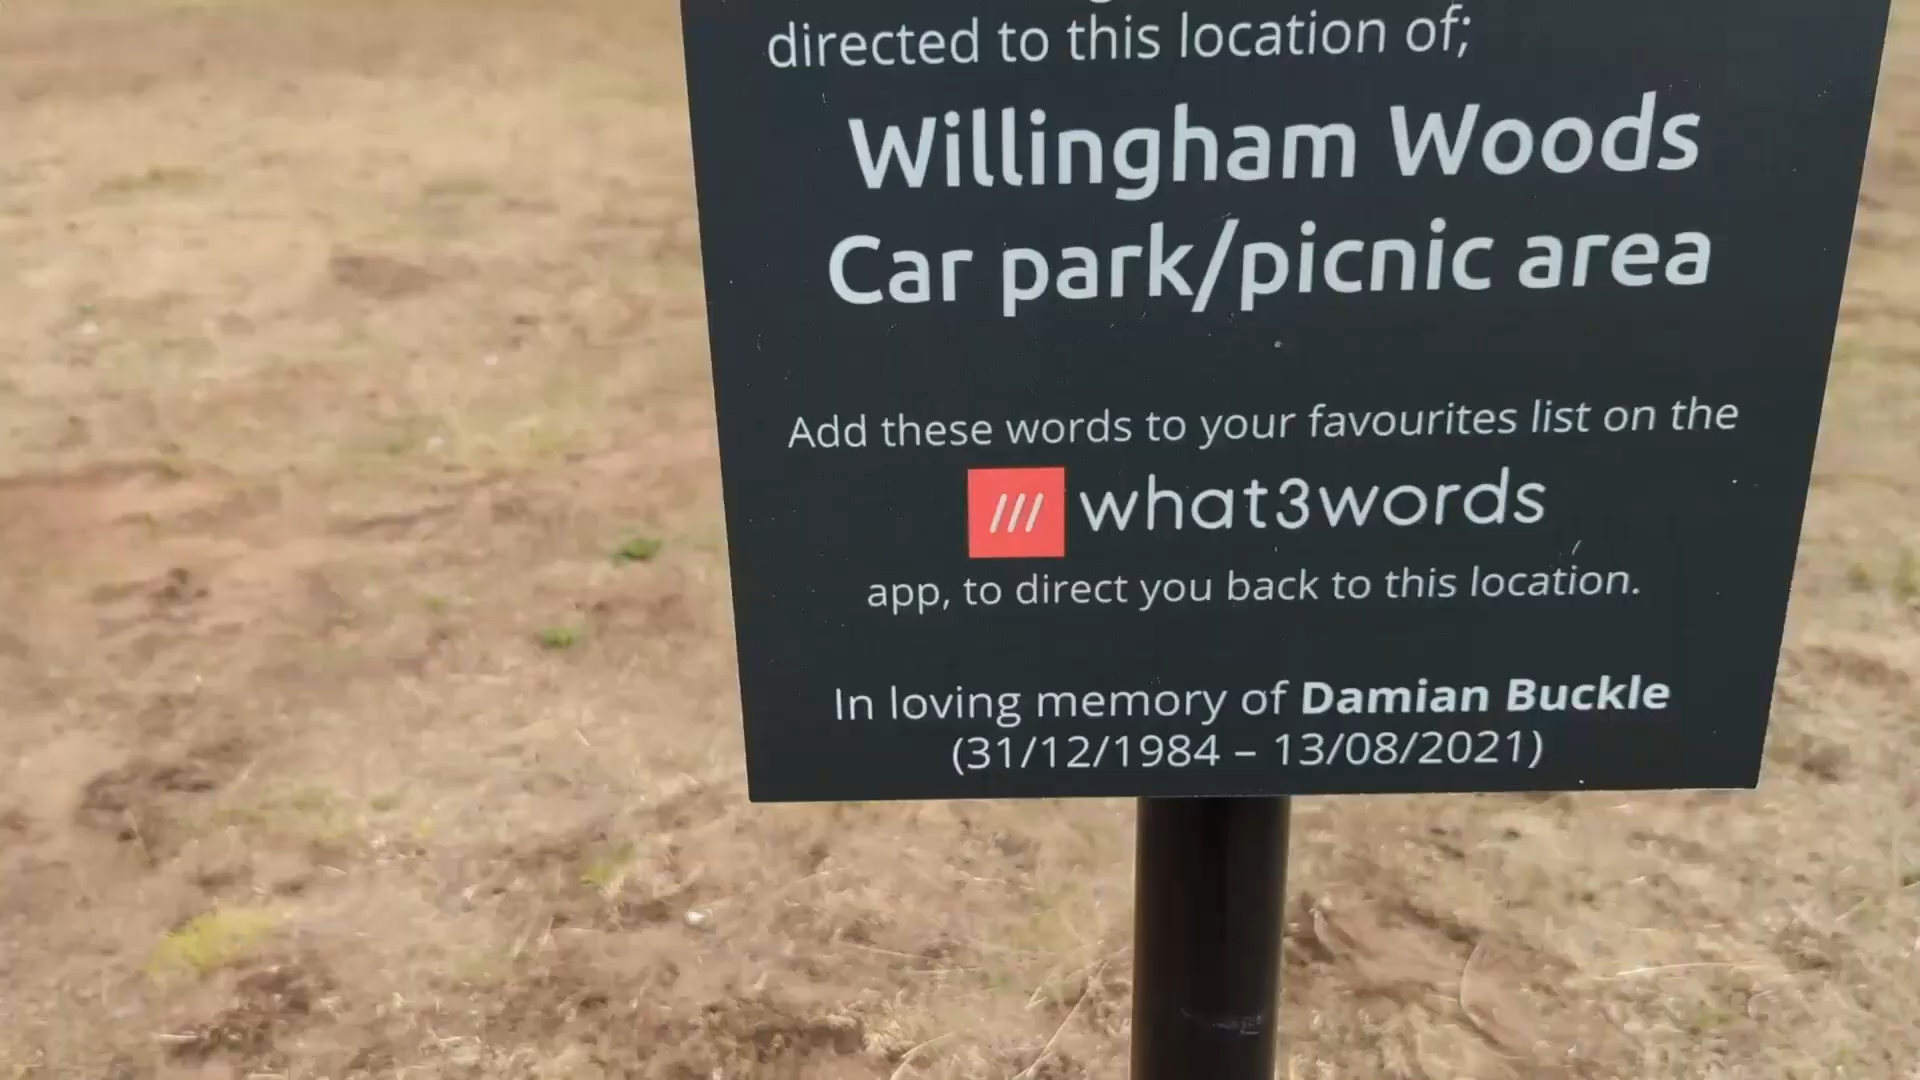 directed to this location of;
Willingham Woods
Car park/picnic area
Add these words to your favourites list on the
/// what3words
app, to direct you back to this location.
In loving memory of Damian Buckle
(31/12/1984 – 13/08/2021)